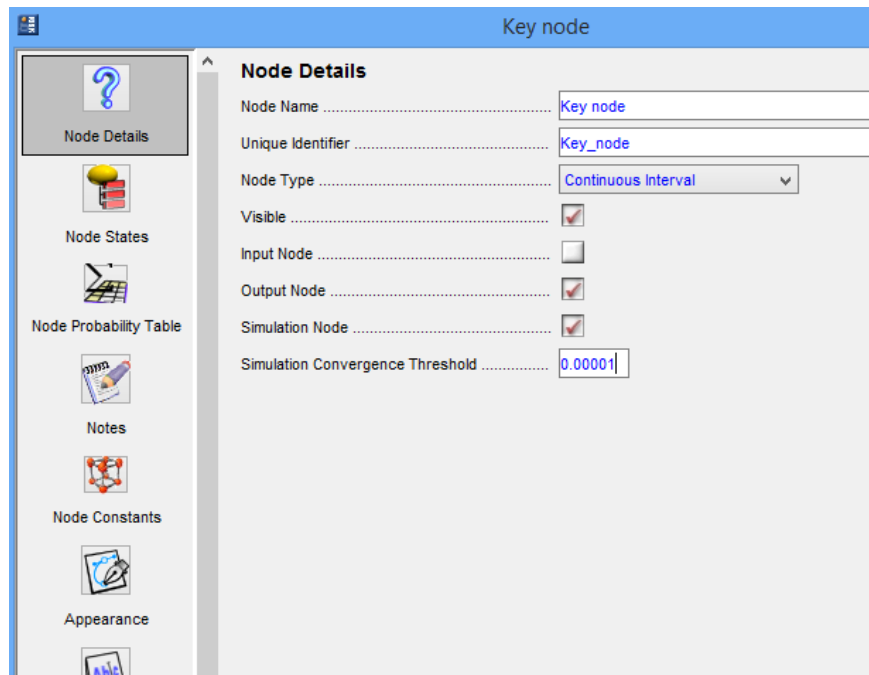 Key node
Node Details
Node States
Node Probability Table
Notes
Node Constants
Appearance
Node Details
Node Name ........................................................ Key node
Unique Identifier ................................................ Key_node
Node Type ........................................................ Continuous Interval
Visible ................................................................
Input Node .........................................................
Output Node ......................................................
Simulation Node ................................................
Simulation Convergence Threshold ................ 0.00001